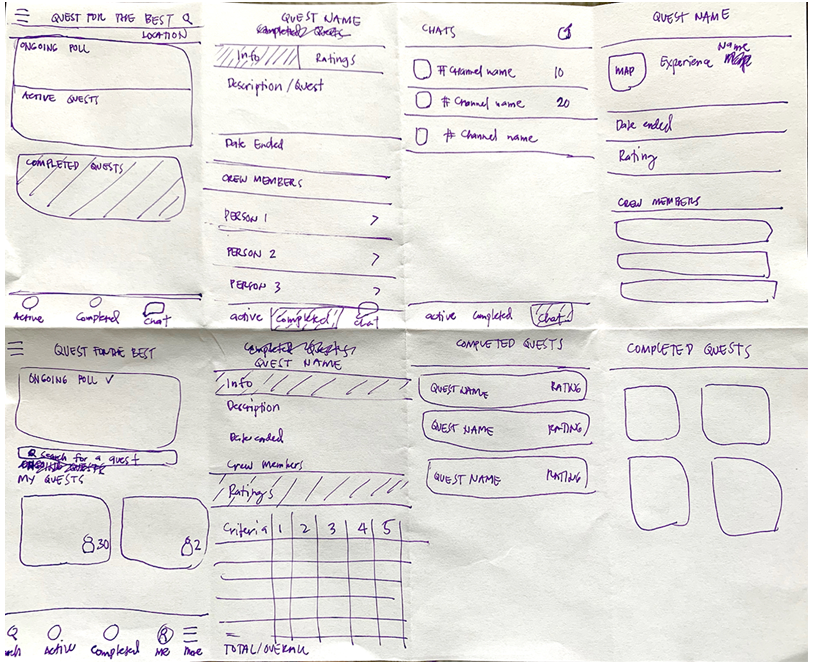 QUEST FOR THE BEST
LOCATION
ONGOING POLL
ACTIVE QUESTS
COMPLETED QUESTS
Active Completed Chat
QUEST NAME
Completed Quests
Info Ratings
Description / Quest
Date Ended
CREW MEMBERS
PERSON 1 >
PERSON 2 >
PERSON 3 >
active Completed Chat
CHATS
# Channel name 10
# Channel name 20
# Channel name
active Completed Chat
QUEST NAME
MAP Experience Name
Date ended
Rating
CREW MEMBERS
QUEST FOR THE BEST
ONGOING POLL ✓
Search for a quest
MY QUESTS
30 2
Active Completed Me More
Completed Quests
QUEST NAME
Info
Description
Date ended
Crew Members
Ratings
Criteria 1 2 3 4 5
TOTAL/OVERALL
COMPLETED QUESTS
QUEST NAME RATING
QUEST NAME RATING
QUEST NAME RATING
COMPLETED QUESTS